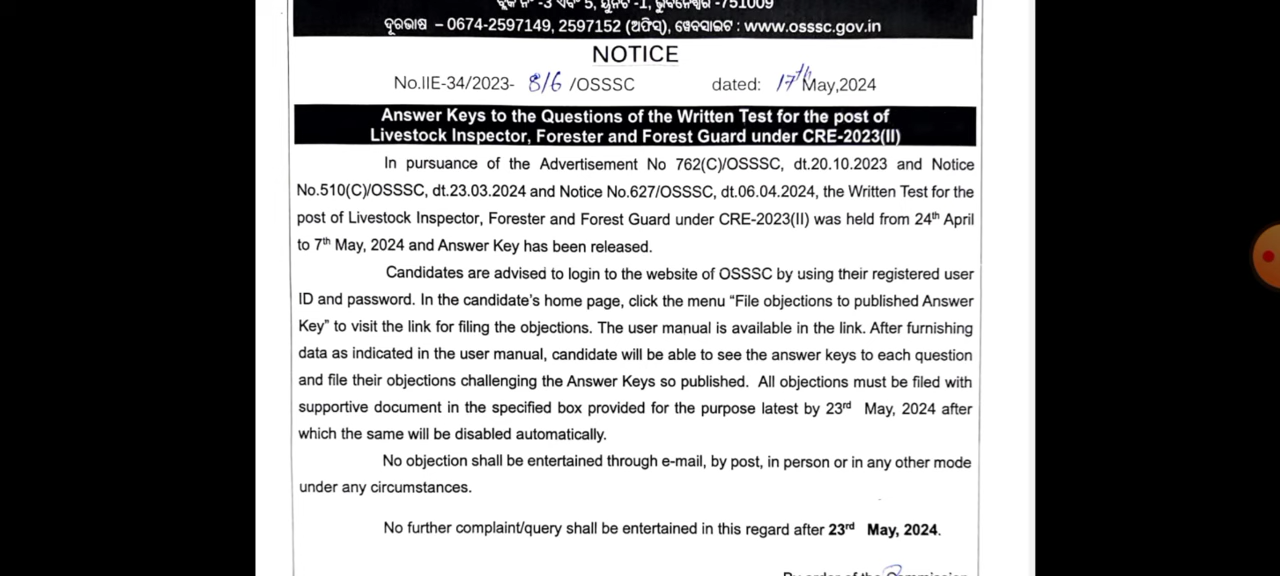 ବ୍ଲକ ନଂ -3 ଏବଂ 5, ୟୁନିଟ -1, ଭୁବନେଶ୍ୱର -751009
ଦୂରଭାଷ – 0674-2597149, 2597152 (ଅଫିସ), ୱେବସାଇଟ : www.osssc.gov.in
NOTICE
No.IIE-34/2023- 816 /OSSSC dated: 17th May,2024
Answer Keys to the Questions of the Written Test for the post of
Livestock Inspector, Forester and Forest Guard under CRE-2023(II)
In pursuance of the Advertisement No 762(C)/OSSSC, dt.20.10.2023 and Notice
No.510(C)/OSSSC, dt.23.03.2024 and Notice No.627/OSSSC, dt.06.04.2024, the Written Test for the
post of Livestock Inspector, Forester and Forest Guard under CRE-2023(II) was held from 24th April
to 7th May, 2024 and Answer Key has been released.
Candidates are advised to login to the website of OSSSC by using their registered user
ID and password. In the candidate's home page, click the menu “File objections to published Answer
Key” to visit the link for filing the objections. The user manual is available in the link. After furnishing
data as indicated in the user manual, candidate will be able to see the answer keys to each question
and file their objections challenging the Answer Keys so published. All objections must be filed with
supportive document in the specified box provided for the purpose latest by 23rd May, 2024 after
which the same will be disabled automatically.
No objection shall be entertained through e-mail, by post, in person or in any other mode
under any circumstances.
No further complaint/query shall be entertained in this regard after 23rd May, 2024.
By order of the Commission